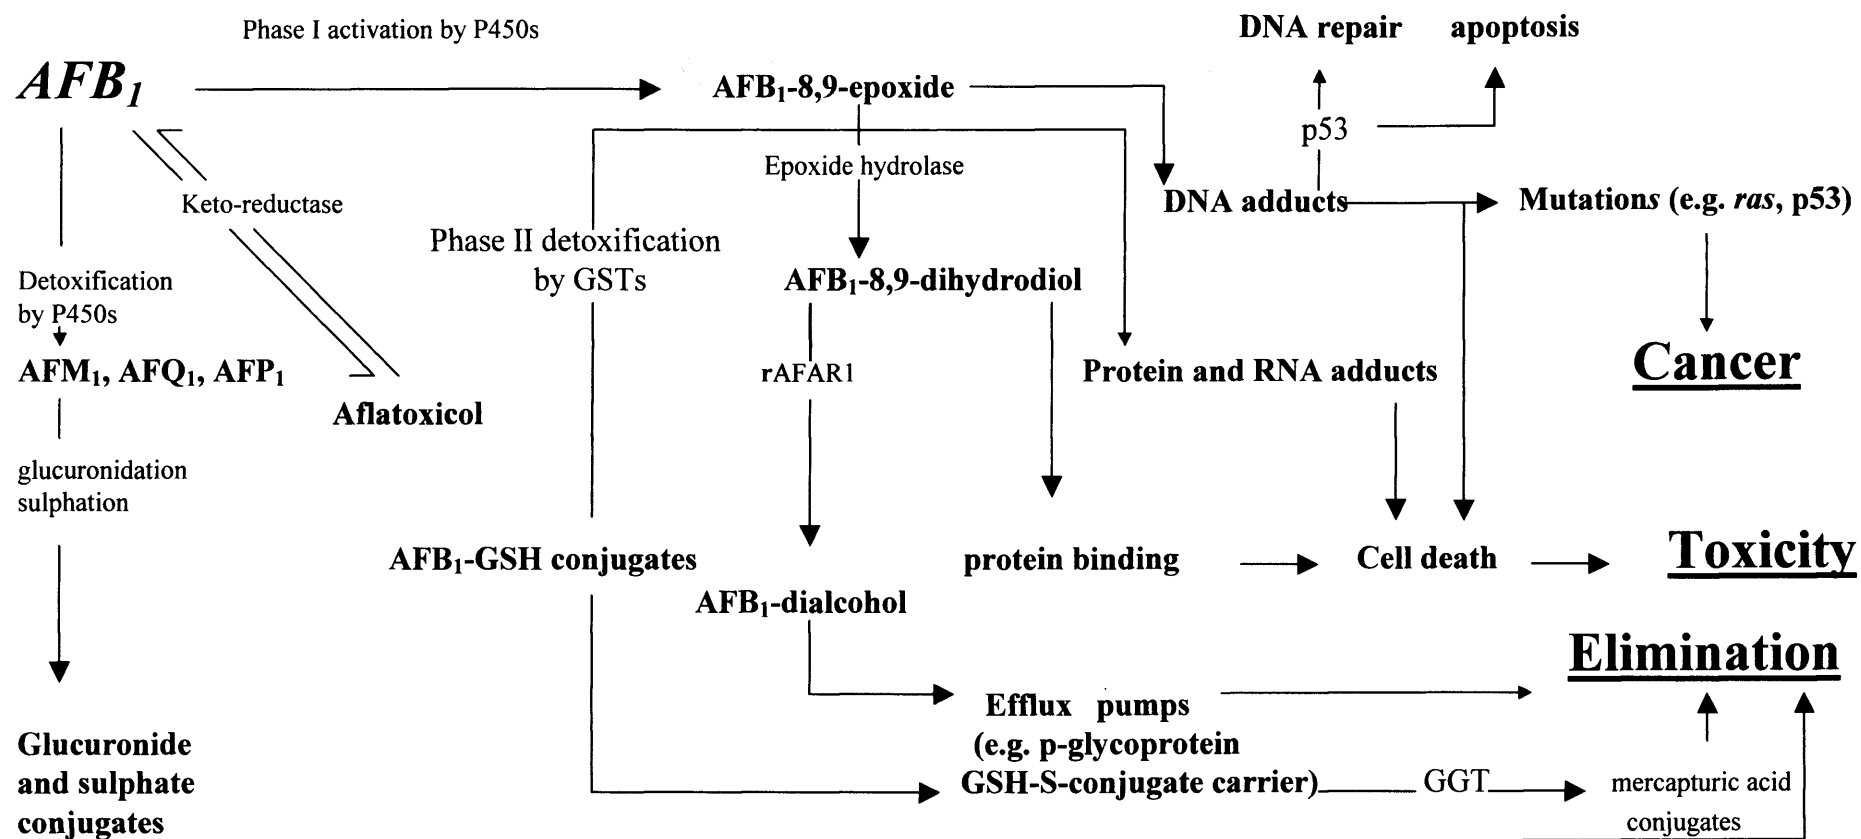 Phase I activation by P450s
DNA repair apoptosis
AFB1
AFB1-8,9-epoxide
p53
Epoxide hydrolase
Keto-reductase
DNA adducts
Mutations (e.g. ras, p53)
Phase II detoxification
by GSTs
Detoxification
by P450s
AFB1-8,9-dihydrodiol
AFM1, AFQ1, AFP1
rAFAR1
Protein and RNA adducts
Cancer
Aflatoxicol
glucuronidation
sulphation
AFB1-GSH conjugates
protein binding
Cell death
Toxicity
AFB1-dialcohol
Elimination
Efflux pumps
(e.g. p-glycoprotein
GSH-S-conjugate carrier)
GGT
mercapturic acid
conjugates
Glucuronide
and sulphate
conjugates